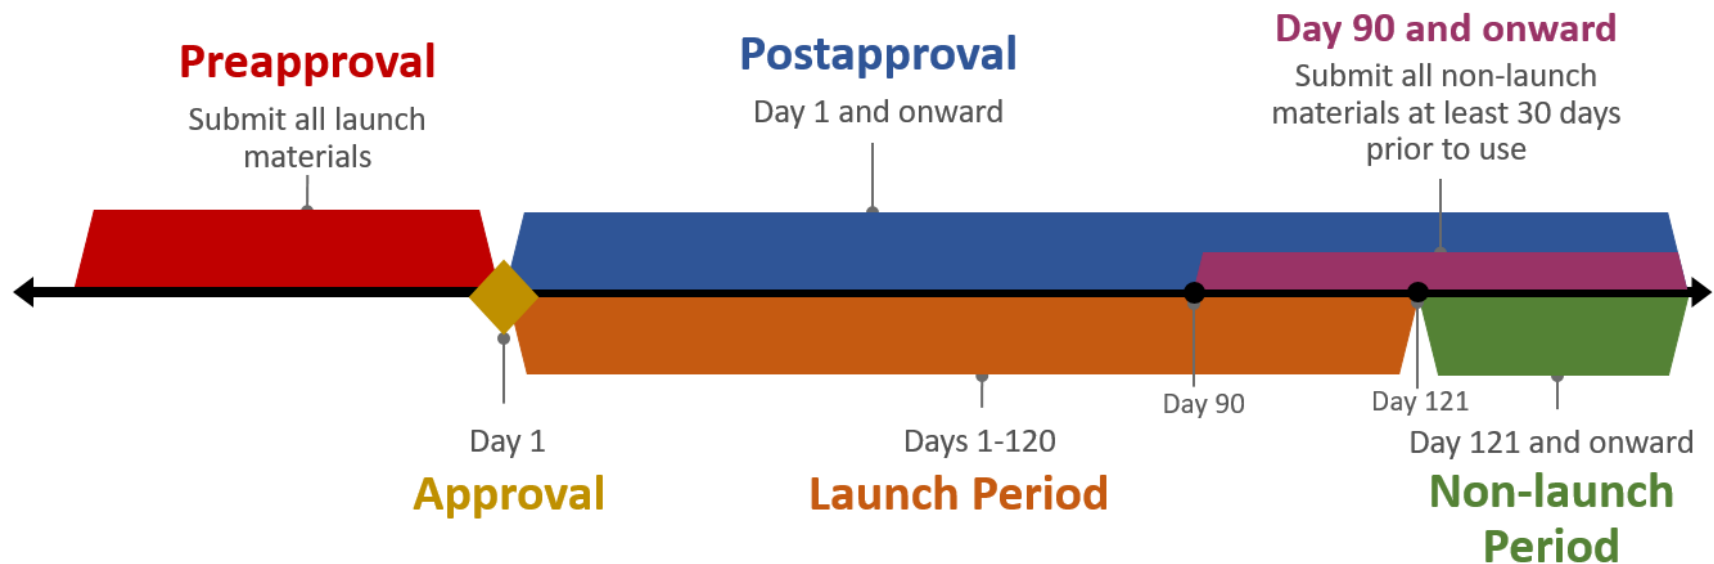 Preapproval
Submit all launch
materials
Postapproval
Day 1 and onward
Day 90 and onward
Submit all non-launch
materials at least 30 days
prior to use
Day 1
Approval
Days 1-120
Launch Period
Day 90
Day 121
Day 121 and onward
Non-launch
Period